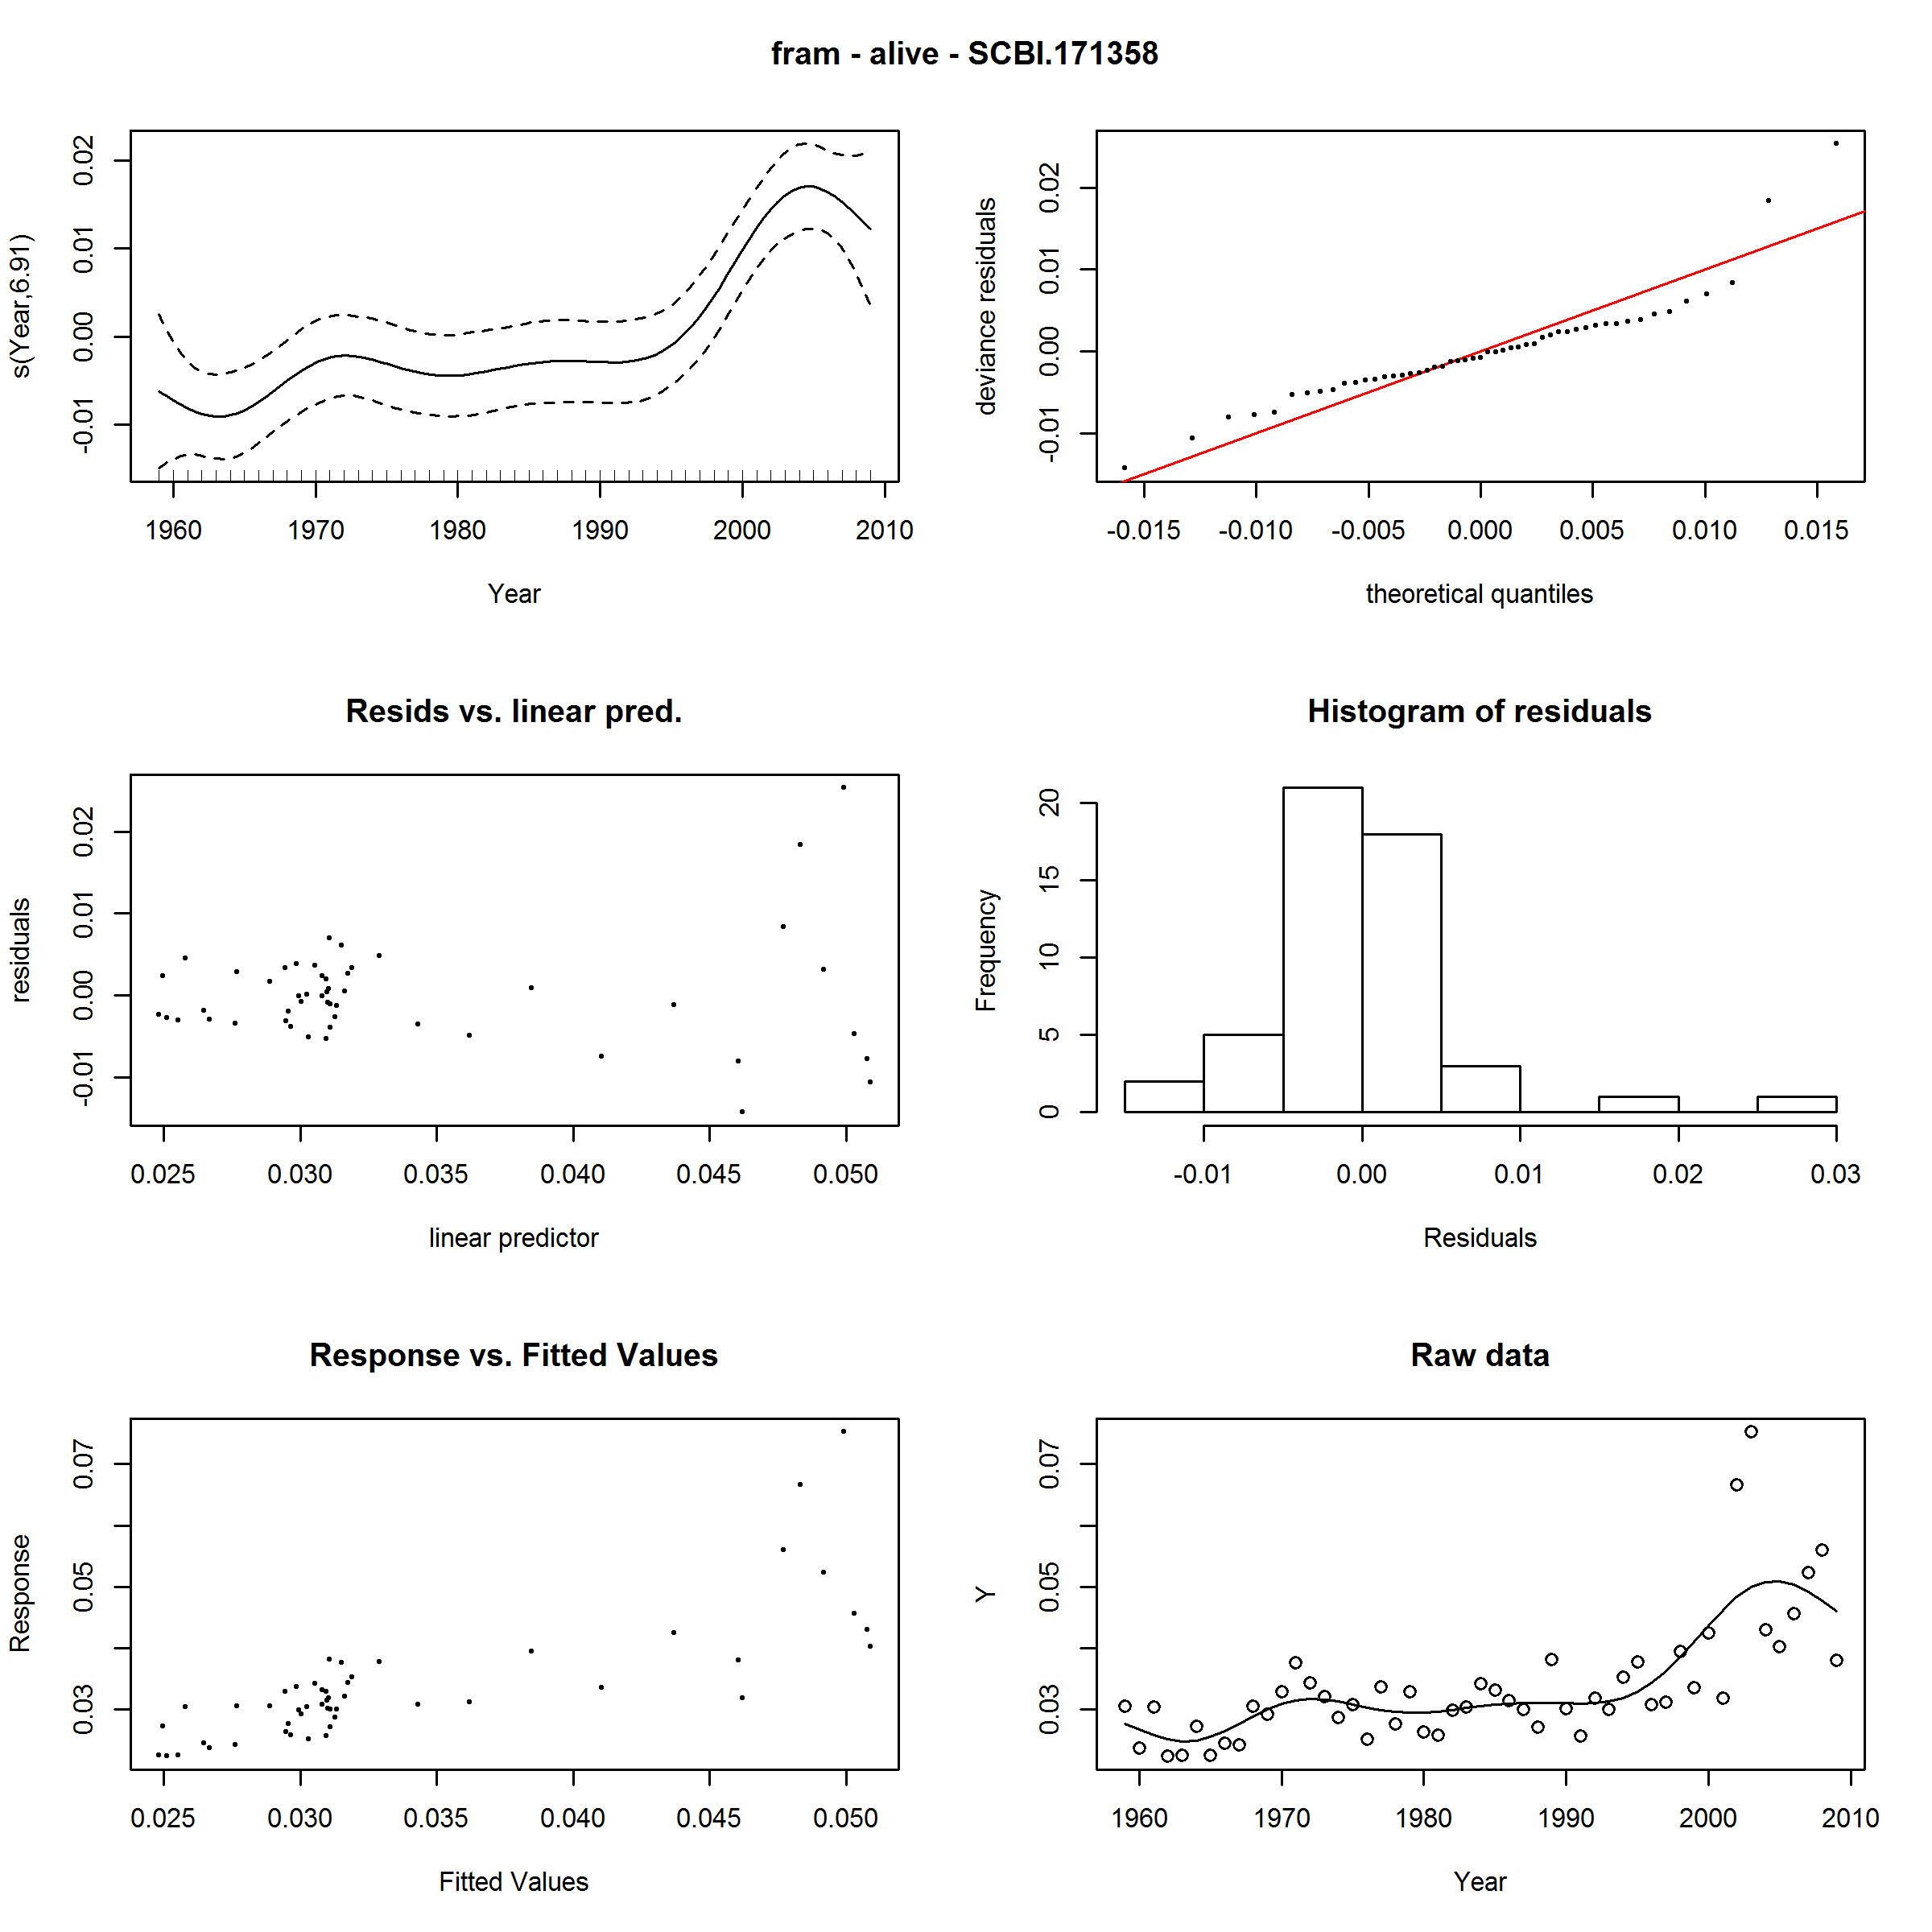 fram - alive - SCBI.171358
s(Year,6.91)
0.02
0.01
0.00
-0.01
1960 1970 1980 1990 2000 2010
Year
deviance residuals
0.02
0.01
0.00
-0.01
-0.015 -0.010 -0.005 0.000 0.005 0.010 0.015
theoretical quantiles
Resids vs. linear pred.
residuals
0.02
0.01
0.00
-0.01
0.025 0.030 0.035 0.040 0.045 0.050
linear predictor
Histogram of residuals
Frequency
20
15
10
5
0
-0.01 0.00 0.01 0.02 0.03
Residuals
Response vs. Fitted Values
Response
0.07
0.05
0.03
0.025 0.030 0.035 0.040 0.045 0.050
Fitted Values
Raw data
Y
0.07
0.05
0.03
1960 1970 1980 1990 2000 2010
Year